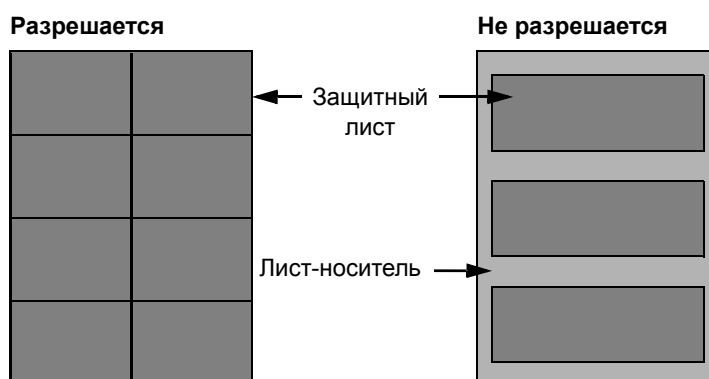 Разрешается
Не разрешается
Защитный
лист
Лист-носитель